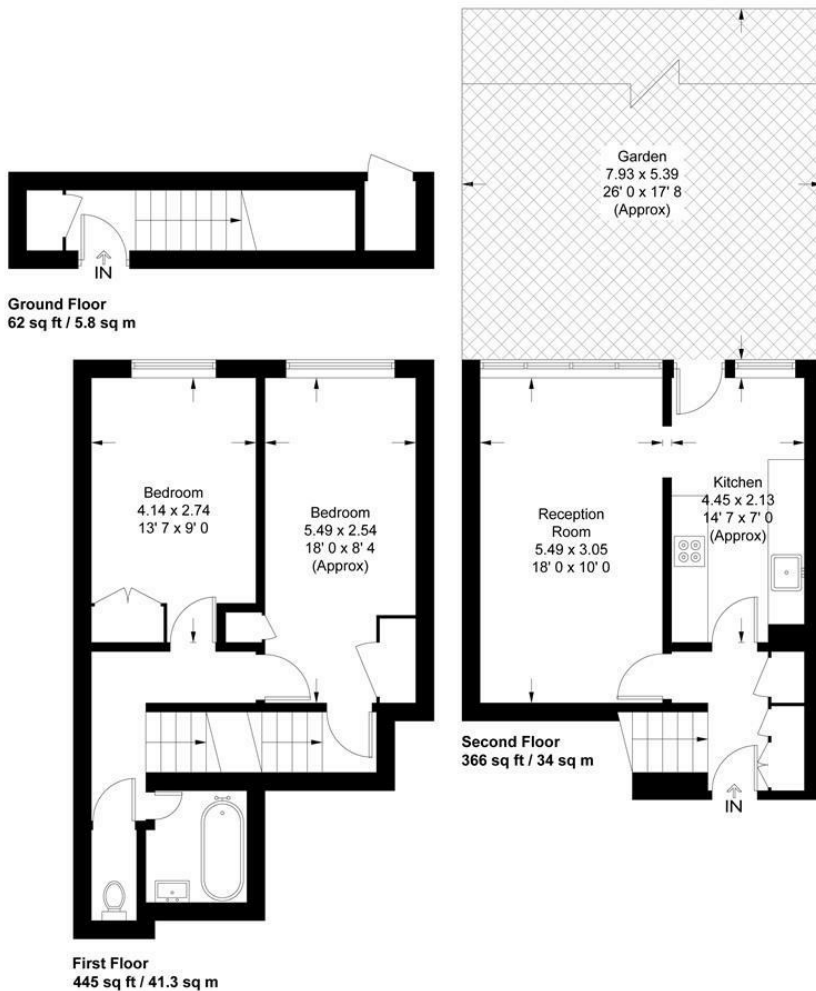 Garden
7.93 x 5.39
26' 0 x 17' 8
(Approx)
IN
Ground Floor
62 sq ft / 5.8 sq m
Bedroom
4.14 x 2.74
13' 7 x 9' 0
Bedroom
5.49 x 2.54
18' 0 x 8' 4
(Approx)
First Floor
445 sq ft / 41.3 sq m
Reception
Room
5.49 x 3.05
18' 0 x 10' 0
Kitchen
4.45 x 2.13
14' 7 x 7' 0
(Approx)
Second Floor
366 sq ft / 34 sq m
IN